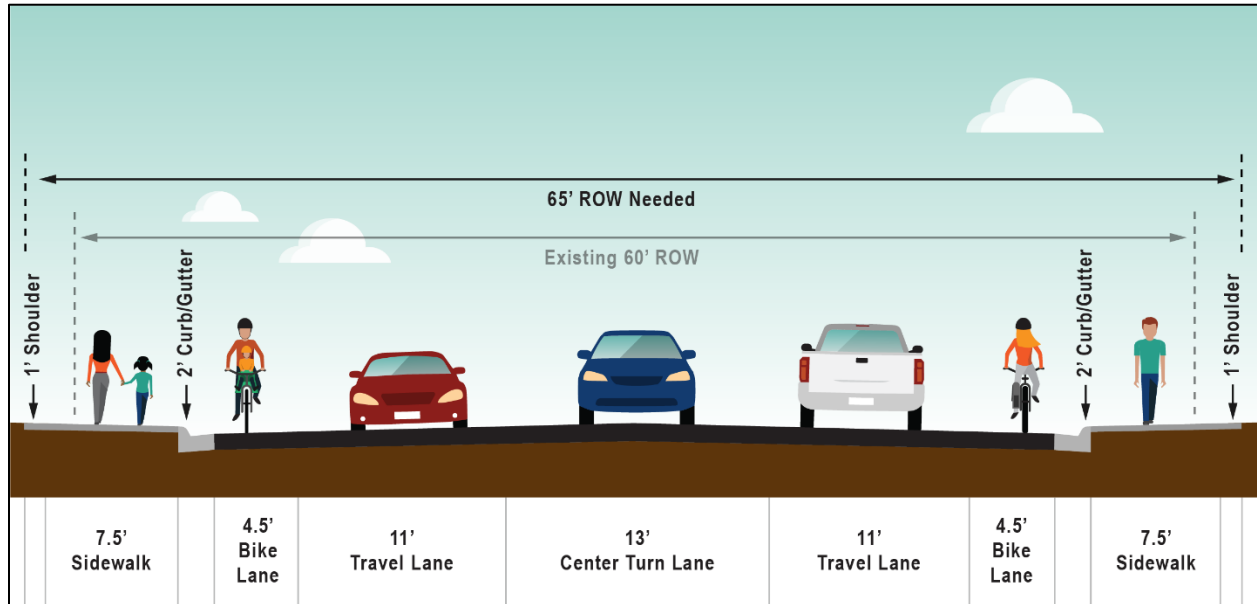 65’ ROW Needed
Existing 60’ ROW
1’ Shoulder
2’ Curb/Gutter
2’ Curb/Gutter
1’ Shoulder
7.5’
Sidewalk
4.5’
Bike
Lane
11’
Travel Lane
13’
Center Turn Lane
11’
Travel Lane
4.5’
Bike
Lane
7.5’
Sidewalk